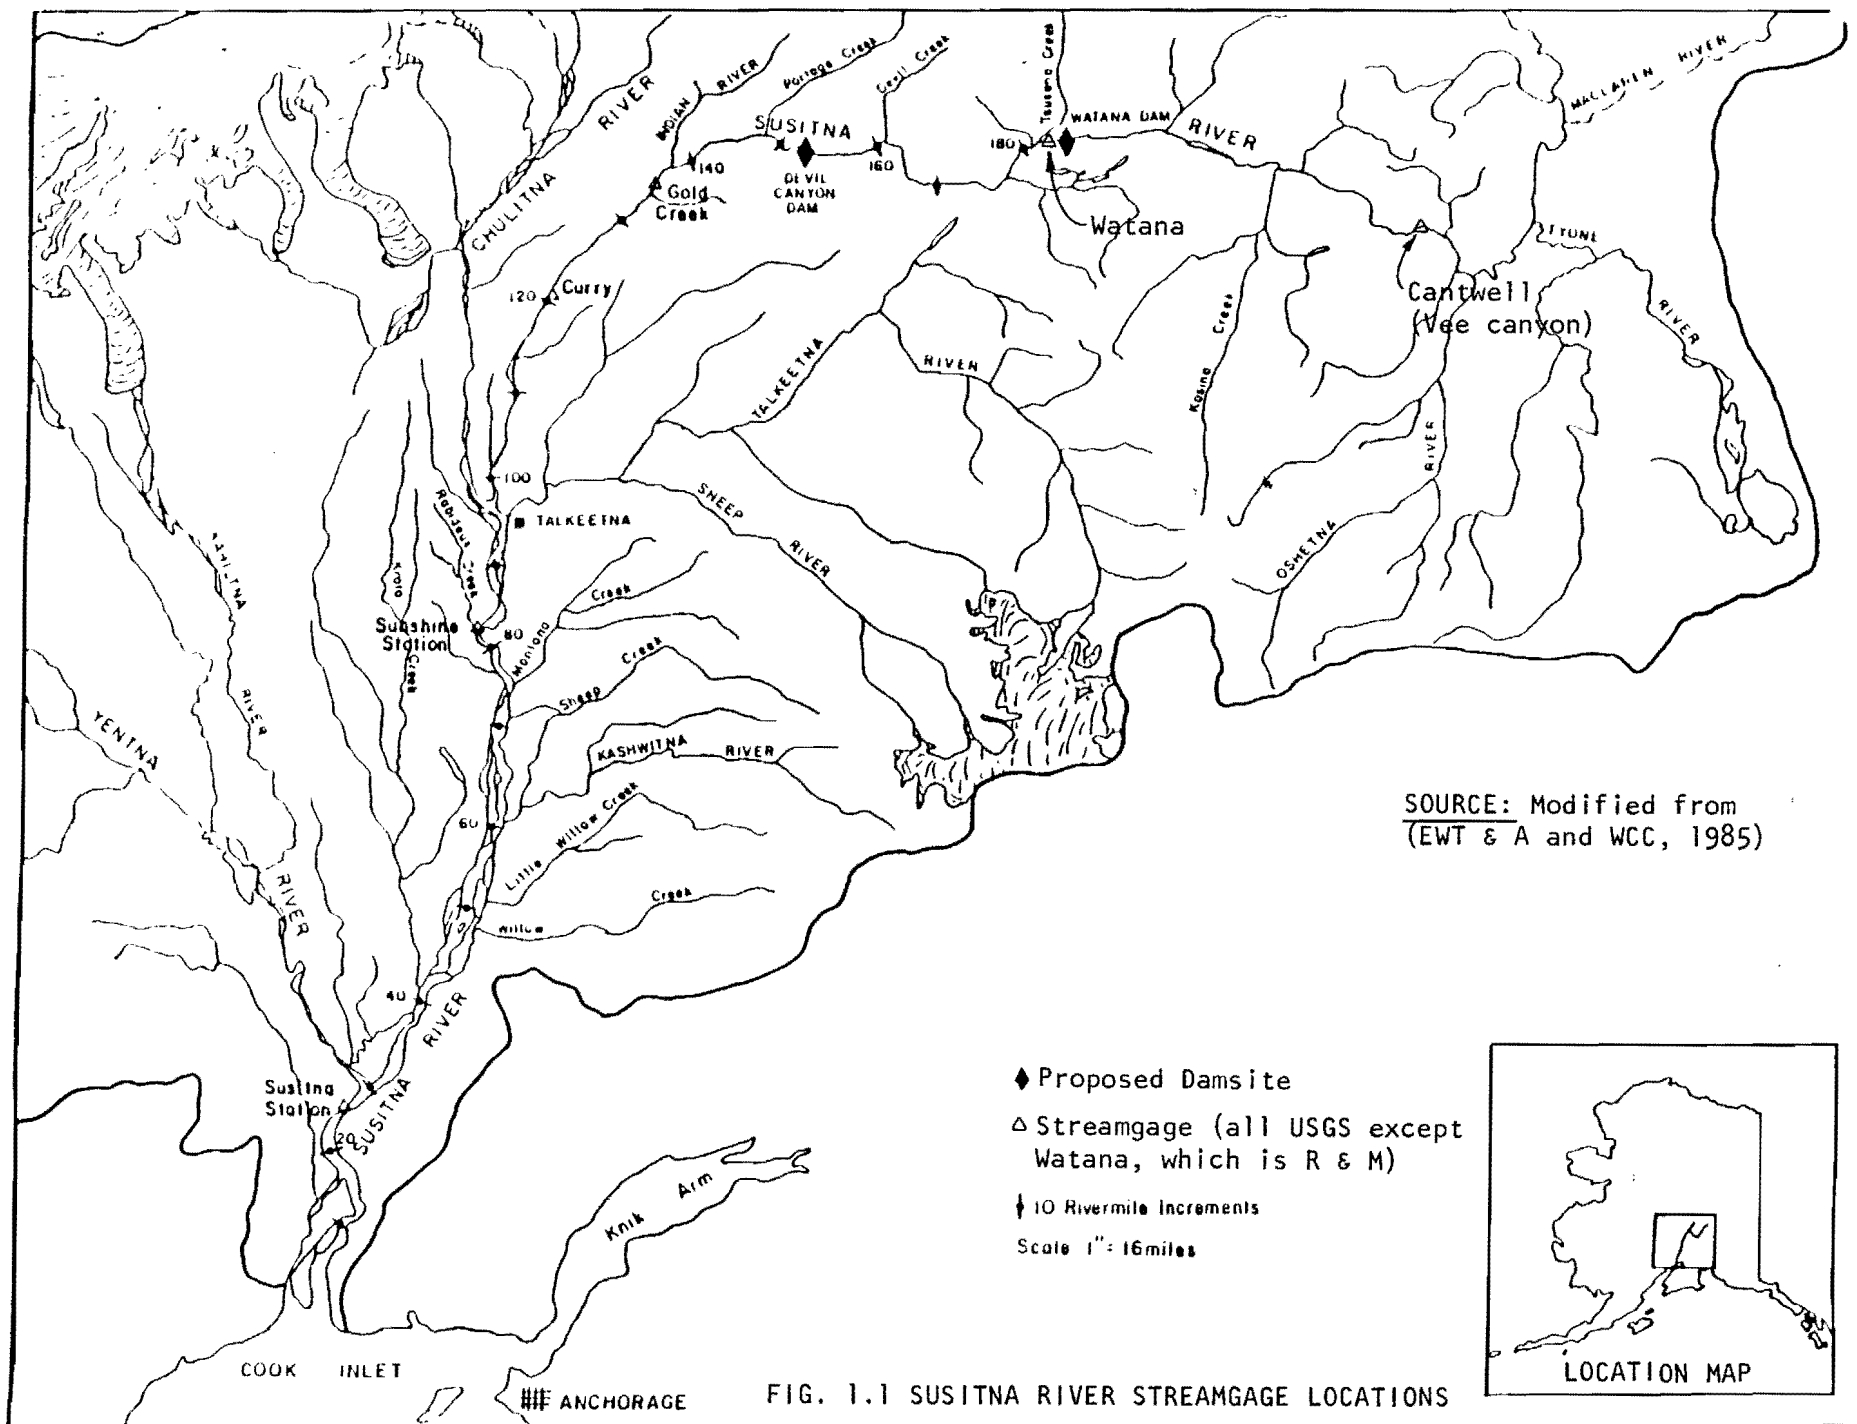 MACLAREN RIVER
Tsusena Creek
Portage Creek
Devil Creek
INDIAN RIVER
CHULITNA RIVER
SUSITNA
RIVER
WATANA DAM
180
160
140
DEVIL
CANYON
DAM
Gold
Creek
Watana
TYONE
RIVER
Cantwell
(Vee canyon)
120
Curry
Kosina Creek
TALKEETNA
RIVER
RIVER
100
TALKEETNA
SHEEP
RIVER
OSHETNA
Rabideux Creek
Kroto
Creek
KAHILTNA
RIVER
Sunshine
Station
80
Montana
Creek
Sheep
Creek
YENTNA
RIVER
KASHWITNA RIVER
60
Little Willow Creek
Willow
Creek
SOURCE: Modified from
(EWT & A and WCC, 1985)
40
RIVER
SUSITNA
Susitna
Station
20
Knik Arm
COOK INLET
ANCHORAGE
Proposed Damsite
Streamgage (all USGS except
Watana, which is R & M)
10 Rivermile Increments
Scale 1"=16miles
LOCATION MAP
FIG. 1.1 SUSITNA RIVER STREAMGAGE LOCATIONS